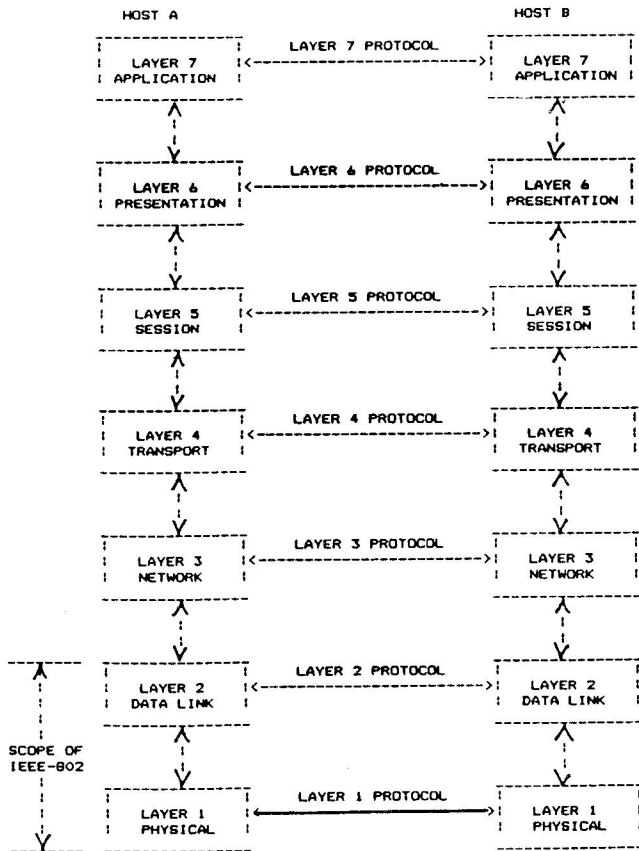 HOST A
HOST B
LAYER 7 PROTOCOL
LAYER 7
APPLICATION
LAYER 7
APPLICATION
LAYER 6 PROTOCOL
LAYER 6
PRESENTATION
LAYER 6
PRESENTATION
LAYER 5 PROTOCOL
LAYER 5
SESSION
LAYER 5
SESSION
LAYER 4 PROTOCOL
LAYER 4
TRANSPORT
LAYER 4
TRANSPORT
LAYER 3 PROTOCOL
LAYER 3
NETWORK
LAYER 3
NETWORK
LAYER 2 PROTOCOL
LAYER 2
DATA LINK
LAYER 2
DATA LINK
SCOPE OF
IEEE-802
LAYER 1 PROTOCOL
LAYER 1
PHYSICAL
LAYER 1
PHYSICAL